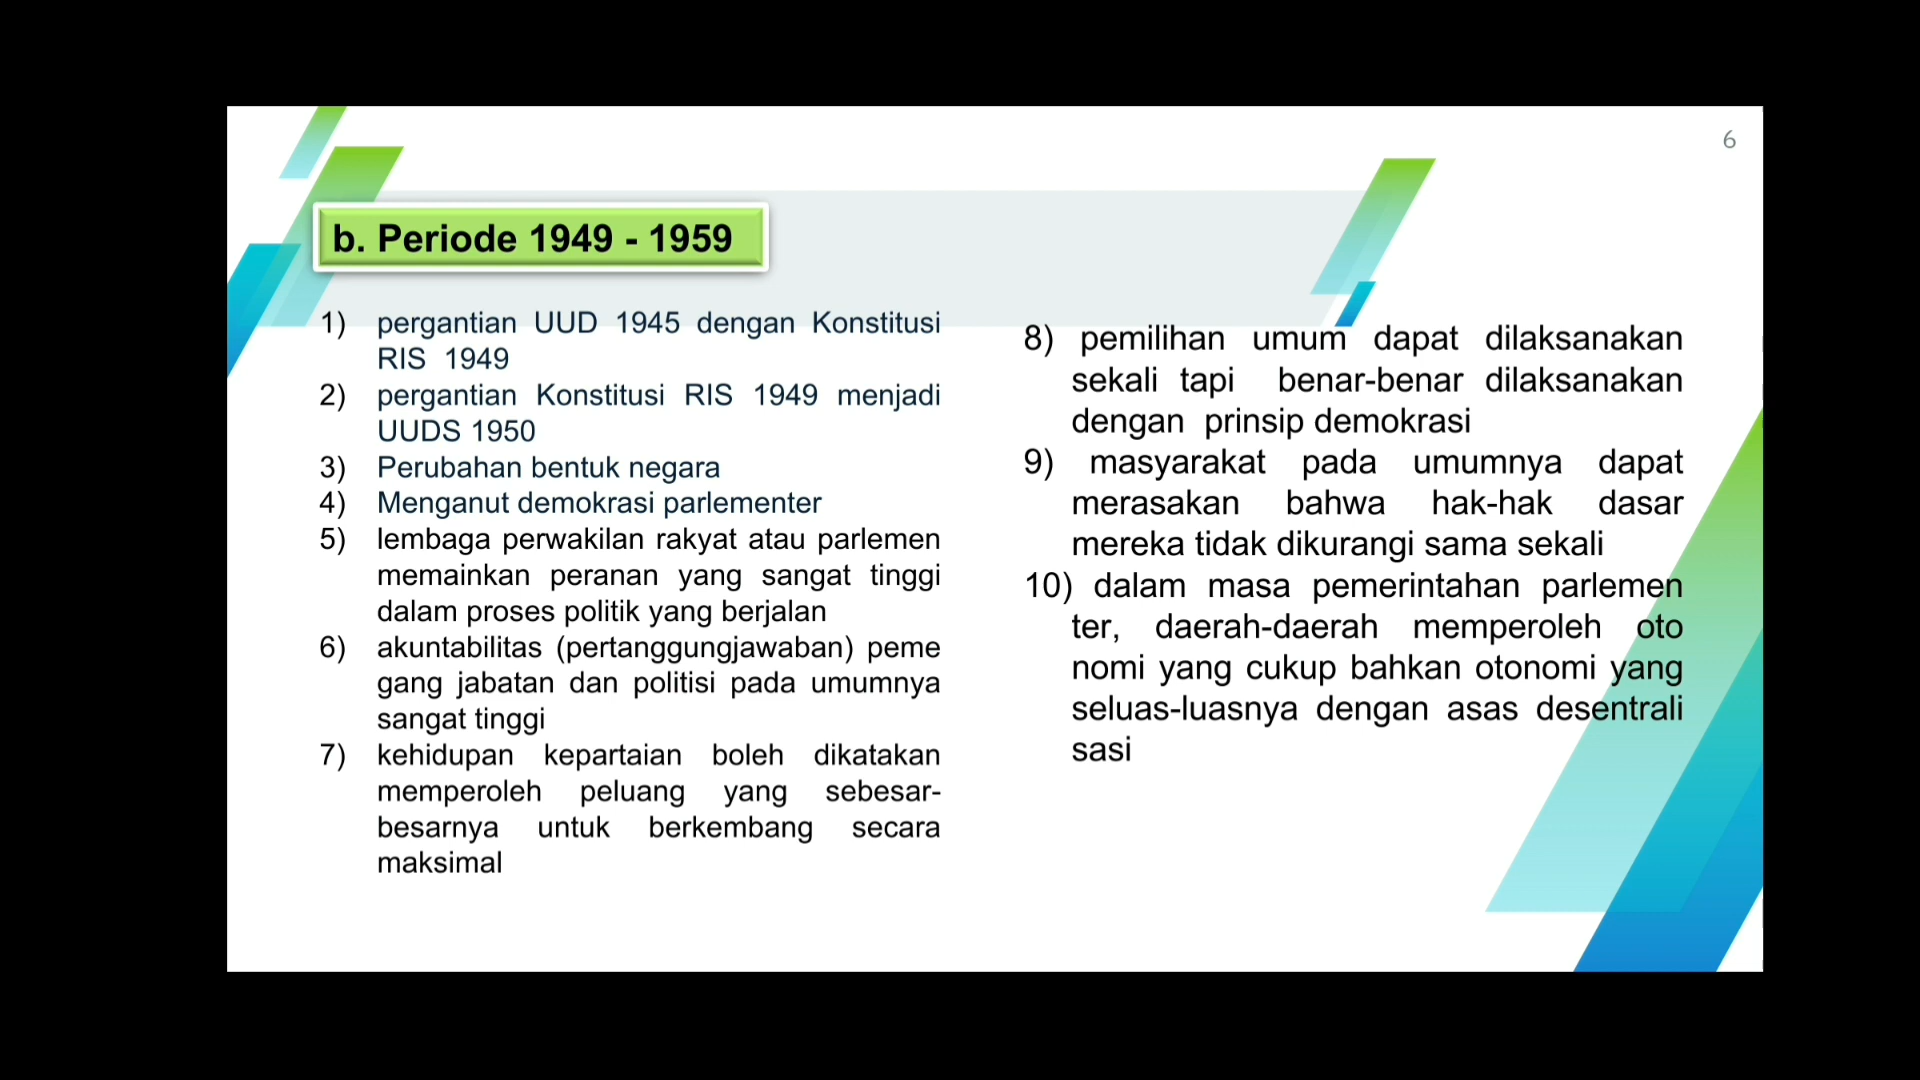 6
b. Periode 1949 - 1959
1) pergantian UUD 1945 dengan Konstitusi
RIS 1949
2) pergantian Konstitusi RIS 1949 menjadi
UUDS 1950
3) Perubahan bentuk negara
4) Menganut demokrasi parlementer
5) lembaga perwakilan rakyat atau parlemen
memainkan peranan yang sangat tinggi
dalam proses politik yang berjalan
6) akuntabilitas (pertanggungjawaban) peme
gang jabatan dan politisi pada umumnya
sangat tinggi
7) kehidupan kepartaian boleh dikatakan
memperoleh peluang yang sebesar-
besarnya untuk berkembang secara
maksimal
8) pemilihan umum dapat dilaksanakan
sekali tapi benar-benar dilaksanakan
dengan prinsip demokrasi
9) masyarakat pada umumnya dapat
merasakan bahwa hak-hak dasar
mereka tidak dikurangi sama sekali
10) dalam masa pemerintahan parlemen
ter, daerah-daerah memperoleh oto
nomi yang cukup bahkan otonomi yang
seluas-luasnya dengan asas desentrali
sasi